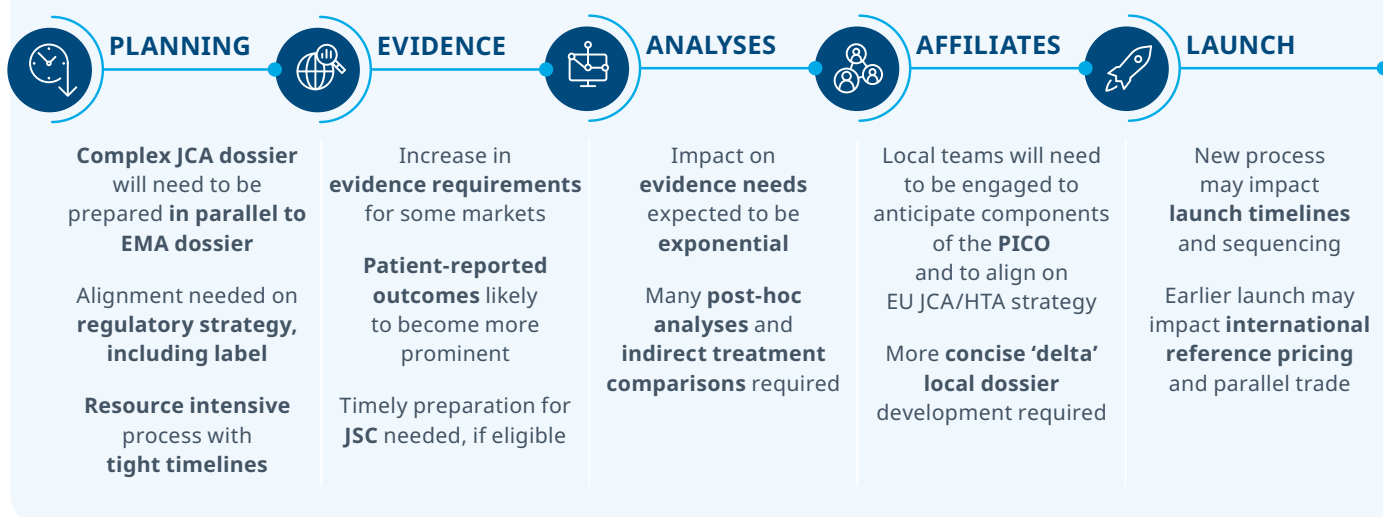 PLANNING
Complex JCA dossier
will need to be
prepared in parallel to
EMA dossier
Alignment needed on
regulatory strategy,
including label
Resource intensive
process with
tight timelines
EVIDENCE
Increase in
evidence requirements
for some markets
Patient-reported
outcomes likely
to become more
prominent
Timely preparation for
JSC needed, if eligible
ANALYSES
Impact on
evidence needs
expected to be
exponential
Many post-hoc
analyses and
indirect treatment
comparisons required
AFFILIATES
Local teams will need
to be engaged to
anticipate components
of the PICO
and to align on
EU JCA/HTA strategy
More concise ‘delta’
local dossier
development required
LAUNCH
New process
may impact
launch timelines
and sequencing
Earlier launch may
impact international
reference pricing
and parallel trade